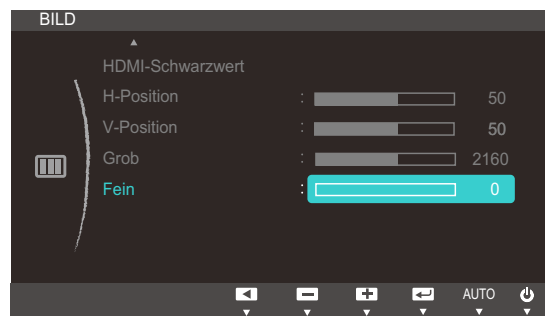 BILD
HDMI-Schwarzwert
H-Position : 50
V-Position : 50
Grob : 2160
Fein : 0
AUTO